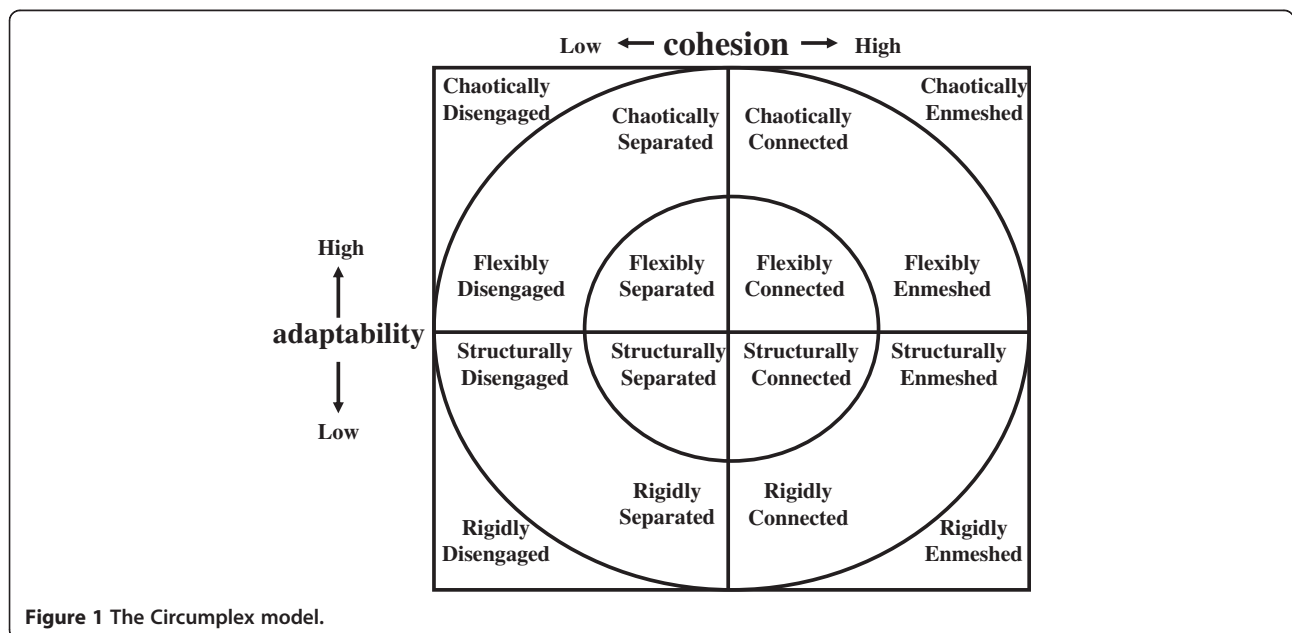 Low cohesion High
Chaotically Disengaged
Chaotically Separated
Chaotically Connected
Chaotically Enmeshed
High
adaptability
Low
Flexibly Disengaged
Flexibly Separated
Flexibly Connected
Flexibly Enmeshed
Structurally Disengaged
Structurally Separated
Structurally Connected
Structurally Enmeshed
Rigidly Disengaged
Rigidly Separated
Rigidly Connected
Rigidly Enmeshed
Figure 1 The Circumplex model.